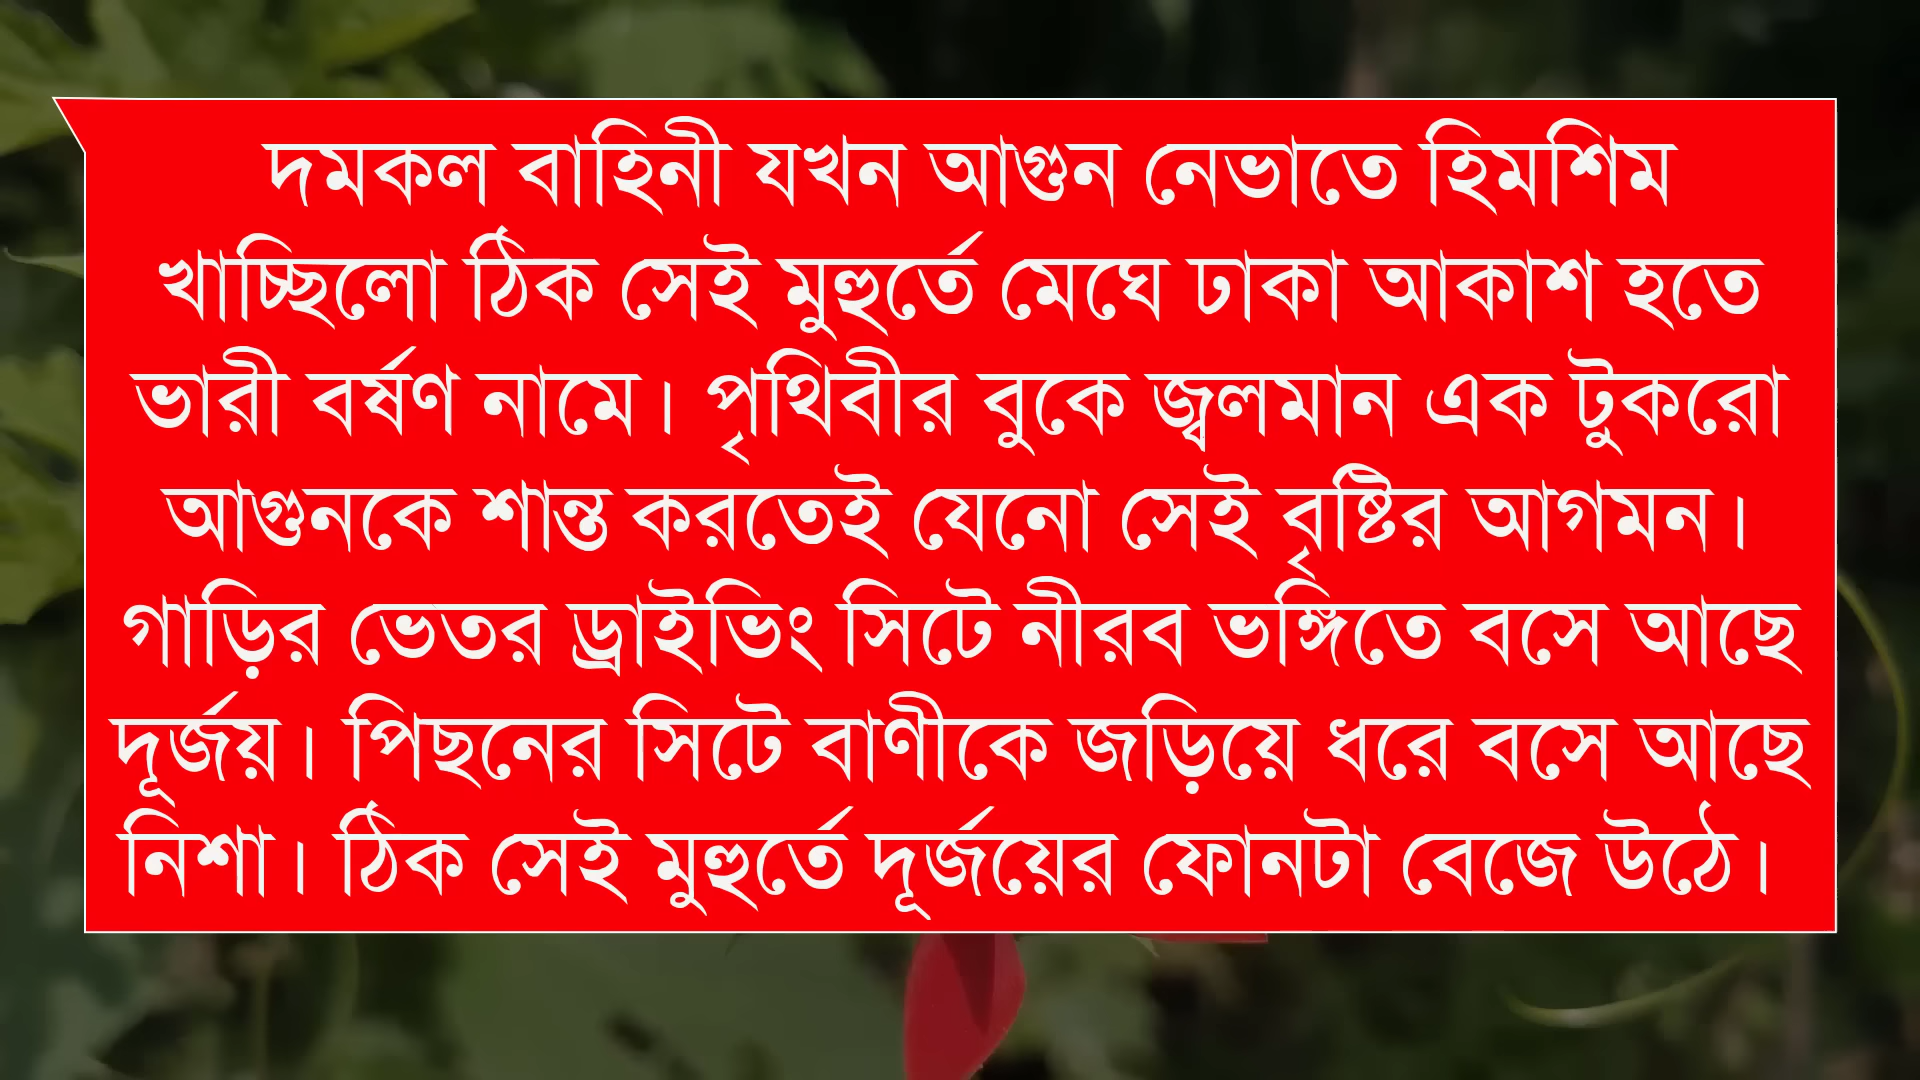 দমকল বাহিনী যখন আগুন নেভাতে হিমশিম
খাচ্ছিলো ঠিক সেই মুহুর্তে মেঘে ঢাকা আকাশ হতে
ভারী বর্ষণ নামে। পৃথিবীর বুকে জ্বলমান এক টুকরো
আগুনকে শান্ত করতেই যেনো সেই বৃষ্টির আগমন।
গাড়ির ভেতর ড্রাইভিং সিটে নীরব ভঙ্গিতে বসে আছে
দূর্জয়। পিছনের সিটে বাণীকে জড়িয়ে ধরে বসে আছে
নিশা। ঠিক সেই মুহুর্তে দূর্জয়ের ফোনটা বেজে উঠে।